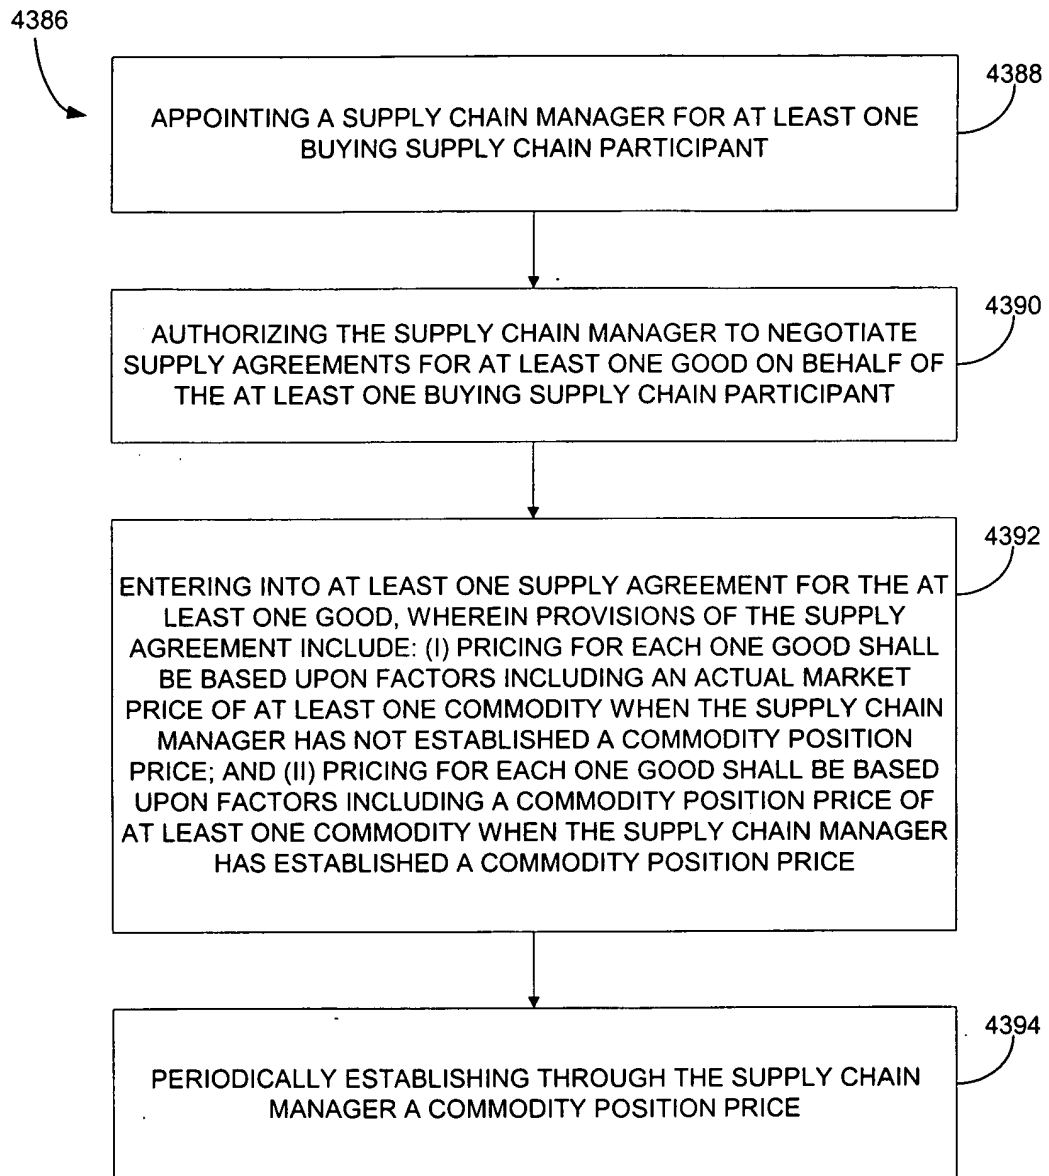 4386
4388
APPOINTING A SUPPLY CHAIN MANAGER FOR AT LEAST ONE
BUYING SUPPLY CHAIN PARTICIPANT
4390
AUTHORIZING THE SUPPLY CHAIN MANAGER TO NEGOTIATE
SUPPLY AGREEMENTS FOR AT LEAST ONE GOOD ON BEHALF OF
THE AT LEAST ONE BUYING SUPPLY CHAIN PARTICIPANT
4392
ENTERING INTO AT LEAST ONE SUPPLY AGREEMENT FOR THE AT
LEAST ONE GOOD, WHEREIN PROVISIONS OF THE SUPPLY
AGREEMENT INCLUDE: (I) PRICING FOR EACH ONE GOOD SHALL
BE BASED UPON FACTORS INCLUDING AN ACTUAL MARKET
PRICE OF AT LEAST ONE COMMODITY WHEN THE SUPPLY CHAIN
MANAGER HAS NOT ESTABLISHED A COMMODITY POSITION
PRICE; AND (II) PRICING FOR EACH ONE GOOD SHALL BE BASED
UPON FACTORS INCLUDING A COMMODITY POSITION PRICE OF
AT LEAST ONE COMMODITY WHEN THE SUPPLY CHAIN MANAGER
HAS ESTABLISHED A COMMODITY POSITION PRICE
4394
PERIODICALLY ESTABLISHING THROUGH THE SUPPLY CHAIN
MANAGER A COMMODITY POSITION PRICE